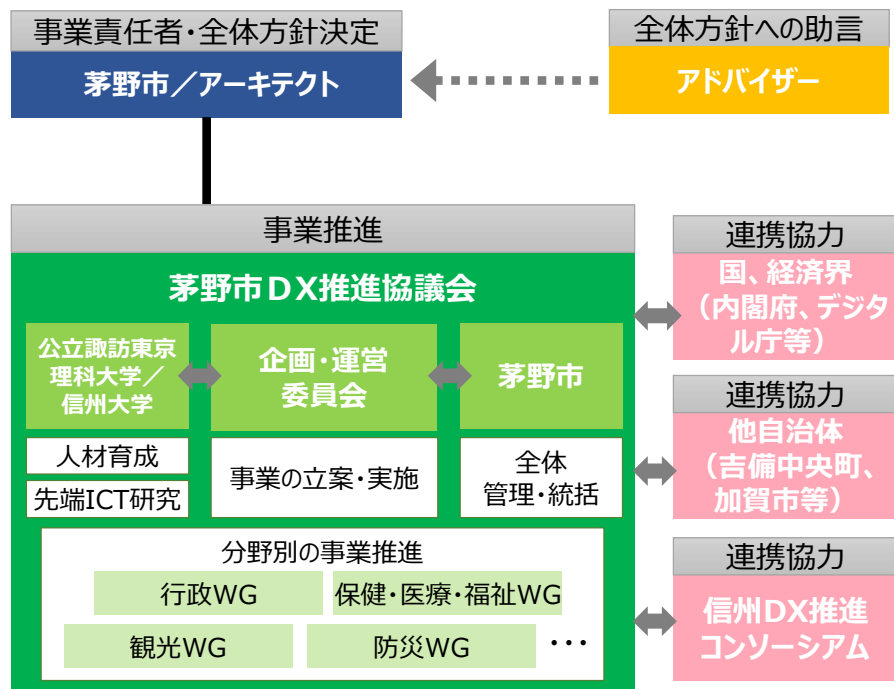 事業責任者・全体方針決定
茅野市／アーキテクト
全体方針への助言
アドバイザー
事業推進
茅野市DX推進協議会
公立諏訪東京
理科大学／
信州大学
企画・運営
委員会
茅野市
人材育成
先端ICT研究
事業の立案・実施
全体
管理・統括
分野別の事業推進
行政WG
保健・医療・福祉WG
観光WG
防災WG
・・・
連携協力
国、経済界
（内閣府、デジタ
ル庁等）
連携協力
他自治体
（吉備中央町、
加賀市等）
連携協力
信州DX推進
コンソーシアム